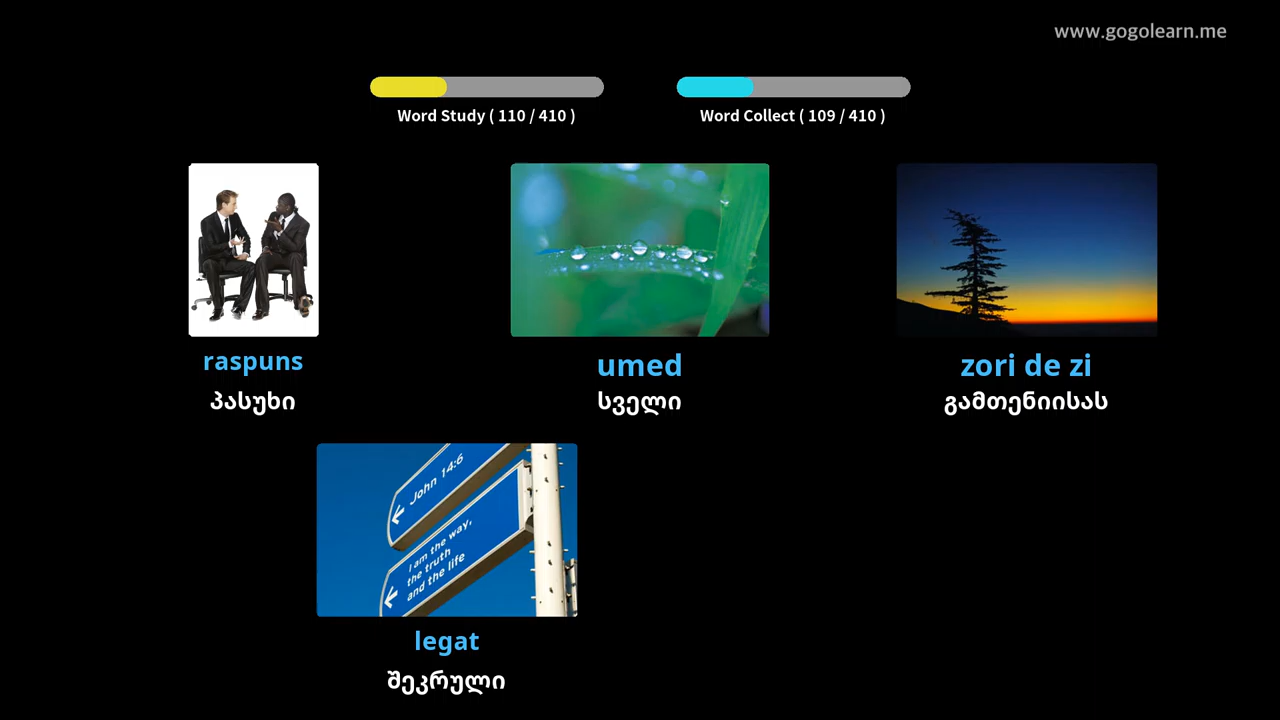 www.gogolearn.me
Word Study ( 110 / 410 )
Word Collect ( 109 / 410 )
raspuns
პასუხი
umed
სველი
zori de zi
გამთენიისას
John 14:6
I am the way,
the truth
and the life
legat
შეკრული